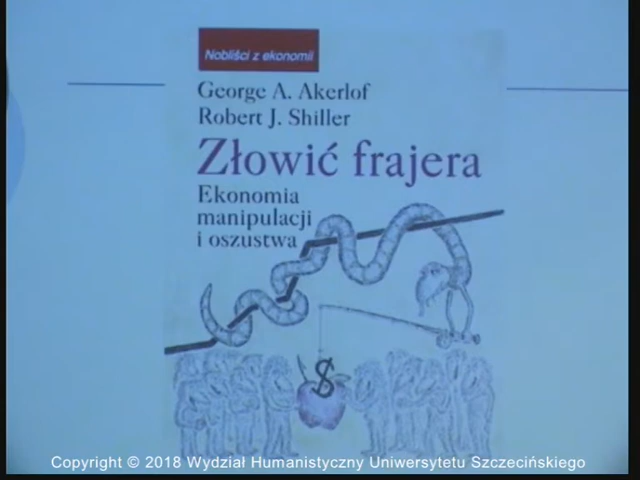 Nobliści z ekonomii
George A. Akerlof
Robert J. Shiller
Złowić frajera
Ekonomia
manipulacji
i oszustwa
$
Copyright © 2018 Wydział Humanistyczny Uniwersytetu Szczecińskiego